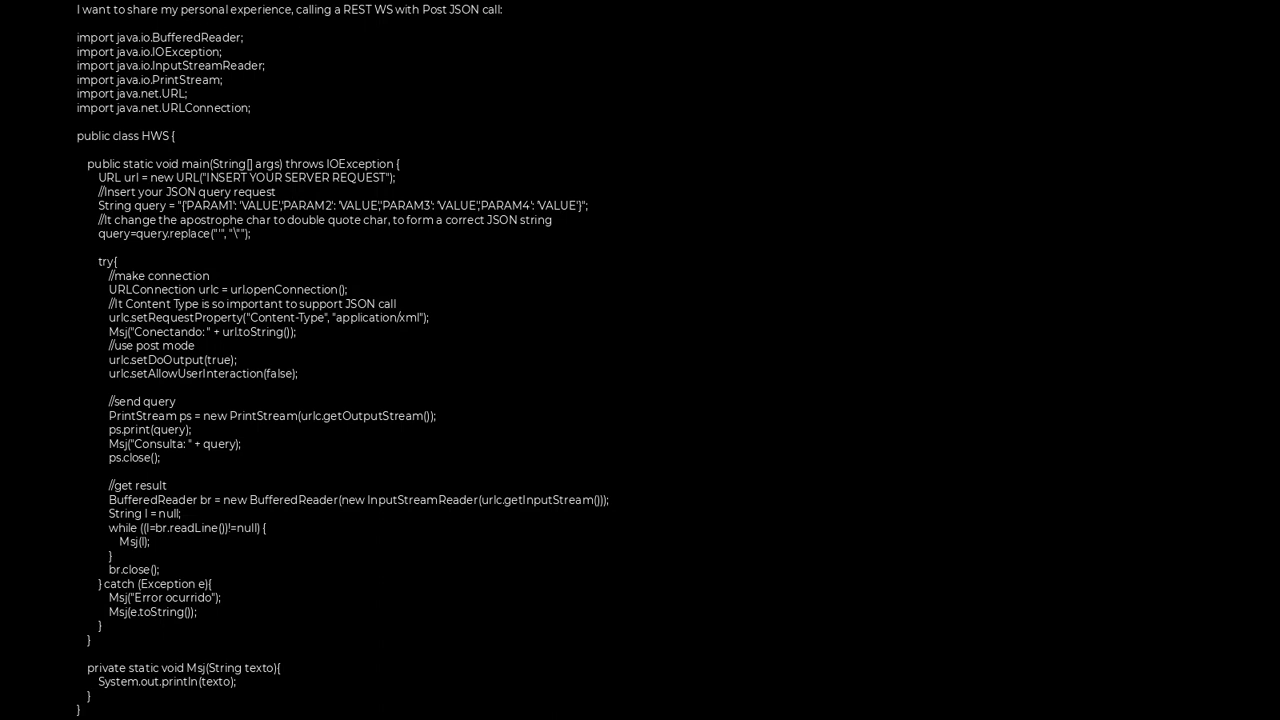 I want to share my personal experience, calling a REST WS with Post JSON call:
import java.io.BufferedReader;
import java.io.IOException;
import java.io.InputStreamReader;
import java.io.PrintStream;
import java.net.URL;
import java.net.URLConnection;
public class HWS {
public static void main(String[] args) throws IOException {
URL url = new URL("INSERT YOUR SERVER REQUEST");
//Insert your JSON query request
String query = "{'PARAM1': 'VALUE','PARAM2': 'VALUE','PARAM3': 'VALUE','PARAM4': 'VALUE'}";
//It change the apostrophe char to double quote char, to form a correct JSON string
query=query.replace("'", "\"");
try{
//make connection
URLConnection urlc = url.openConnection();
//It Content Type is so important to support JSON call
urlc.setRequestProperty("Content-Type", "application/xml");
Msj("Conectando: " + url.toString());
//use post mode
urlc.setDoOutput(true);
urlc.setAllowUserInteraction(false);
//send query
PrintStream ps = new PrintStream(urlc.getOutputStream());
ps.print(query);
Msj("Consulta: " + query);
ps.close();
//get result
BufferedReader br = new BufferedReader(new InputStreamReader(urlc.getInputStream()));
String l = null;
while ((l=br.readLine())!=null) {
Msj(l);
}
br.close();
} catch (Exception e){
Msj("Error ocurrido");
Msj(e.toString());
}
}
private static void Msj(String texto){
System.out.println(texto);
}
}